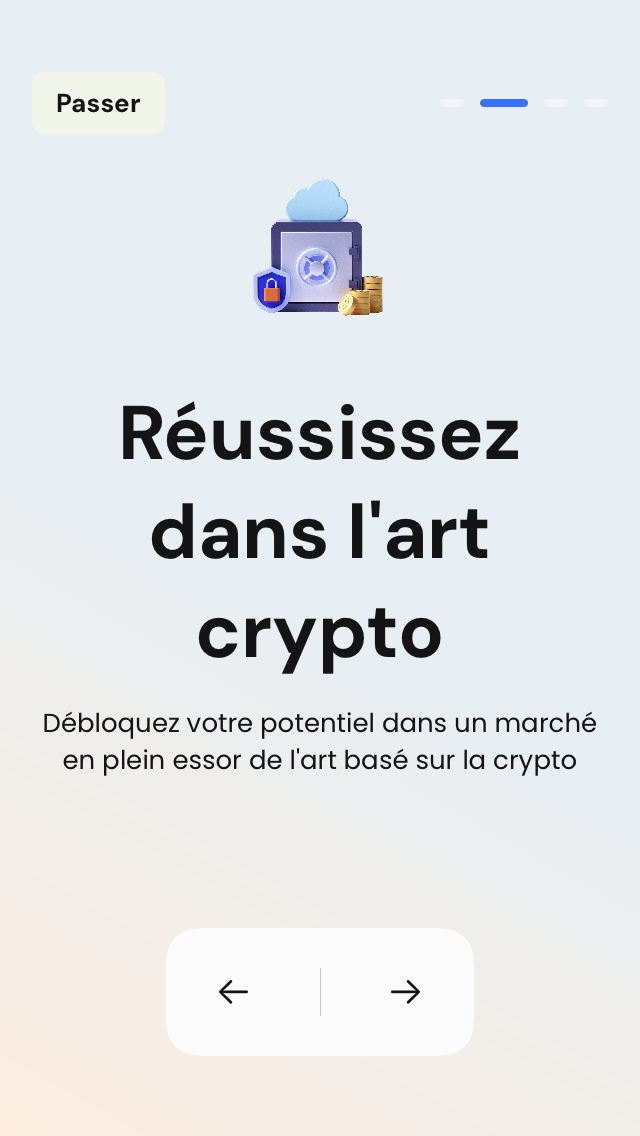 Passer
Réussissez
dans l'art
crypto
Débloquez votre potentiel dans un marché
en plein essor de l'art basé sur la crypto